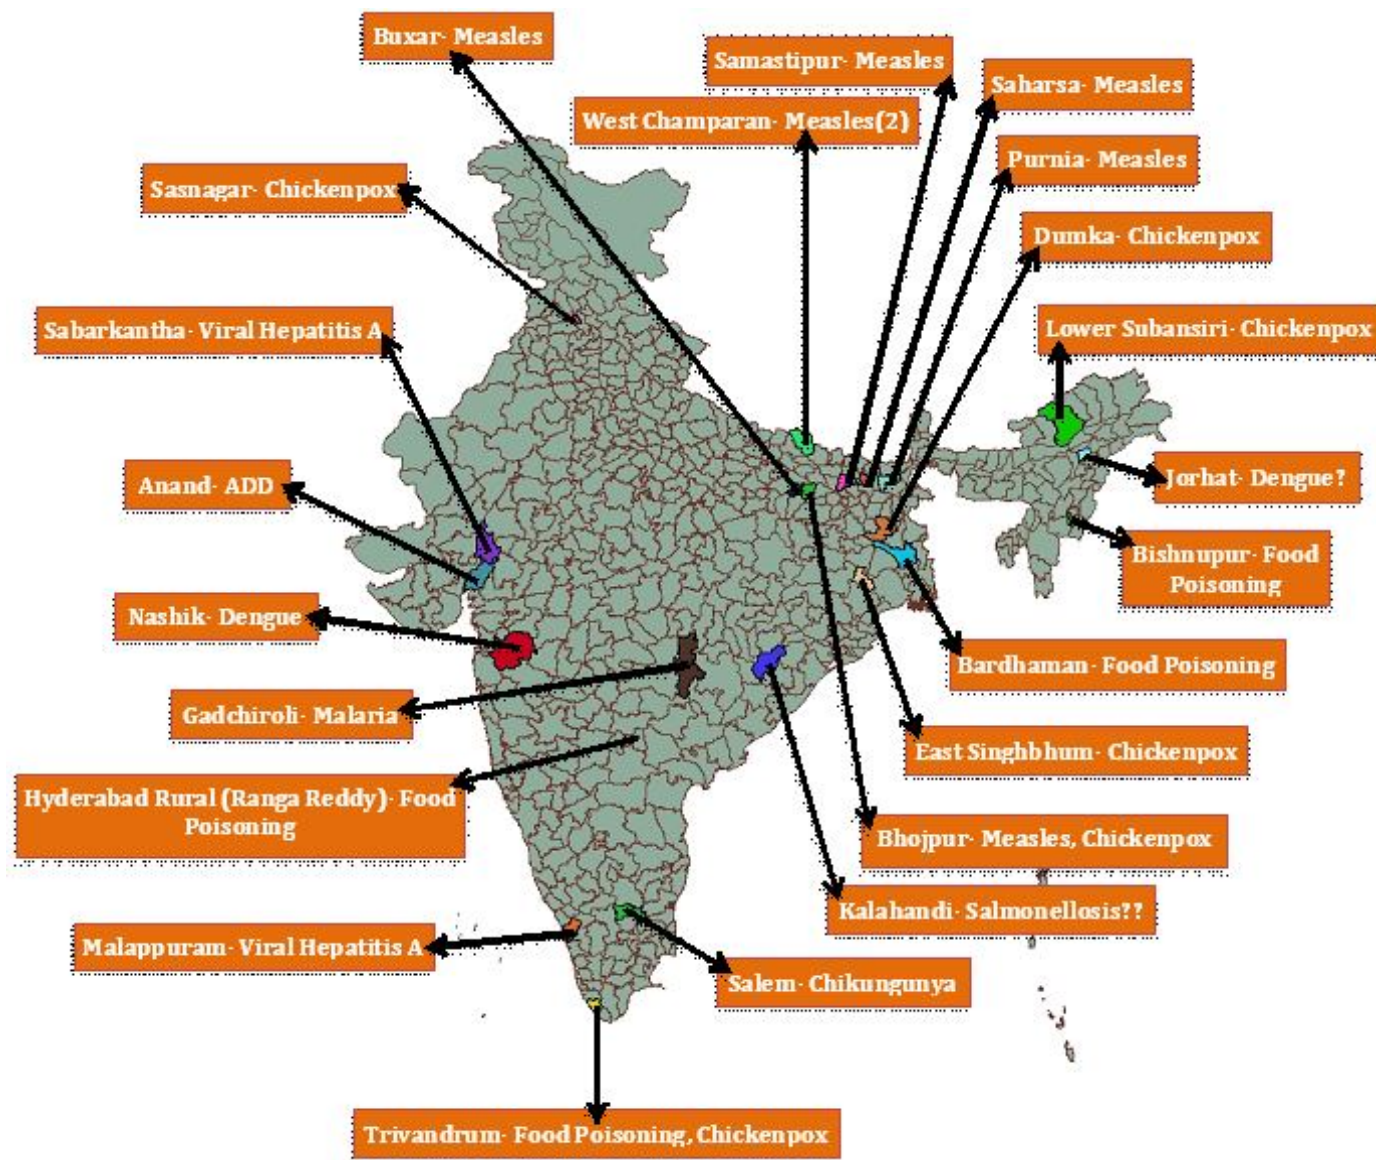 Buxar- Measles
Samastipur- Measles
Saharsa- Measles
West Champaran- Measles(2)
Purnia- Measles
Sasnagar- Chickenpox
Dumka- Chickenpox
Sabarkantha- Viral Hepatitis A
Lower Subansiri- Chickenpox
Anand- ADD
Jorhat- Dengue?
Bishnupur- Food
Poisoning
Nashik- Dengue
Bardhaman- Food Poisoning
Gadchiroli- Malaria
East Singhbhum- Chickenpox
Hyderabad Rural (Ranga Reddy)- Food
Poisoning
Bhojpur- Measles, Chickenpox
Kalahandi- Salmonellosis??
Malappuram- Viral Hepatitis A
Salem- Chikungunya
Trivandrum- Food Poisoning, Chickenpox